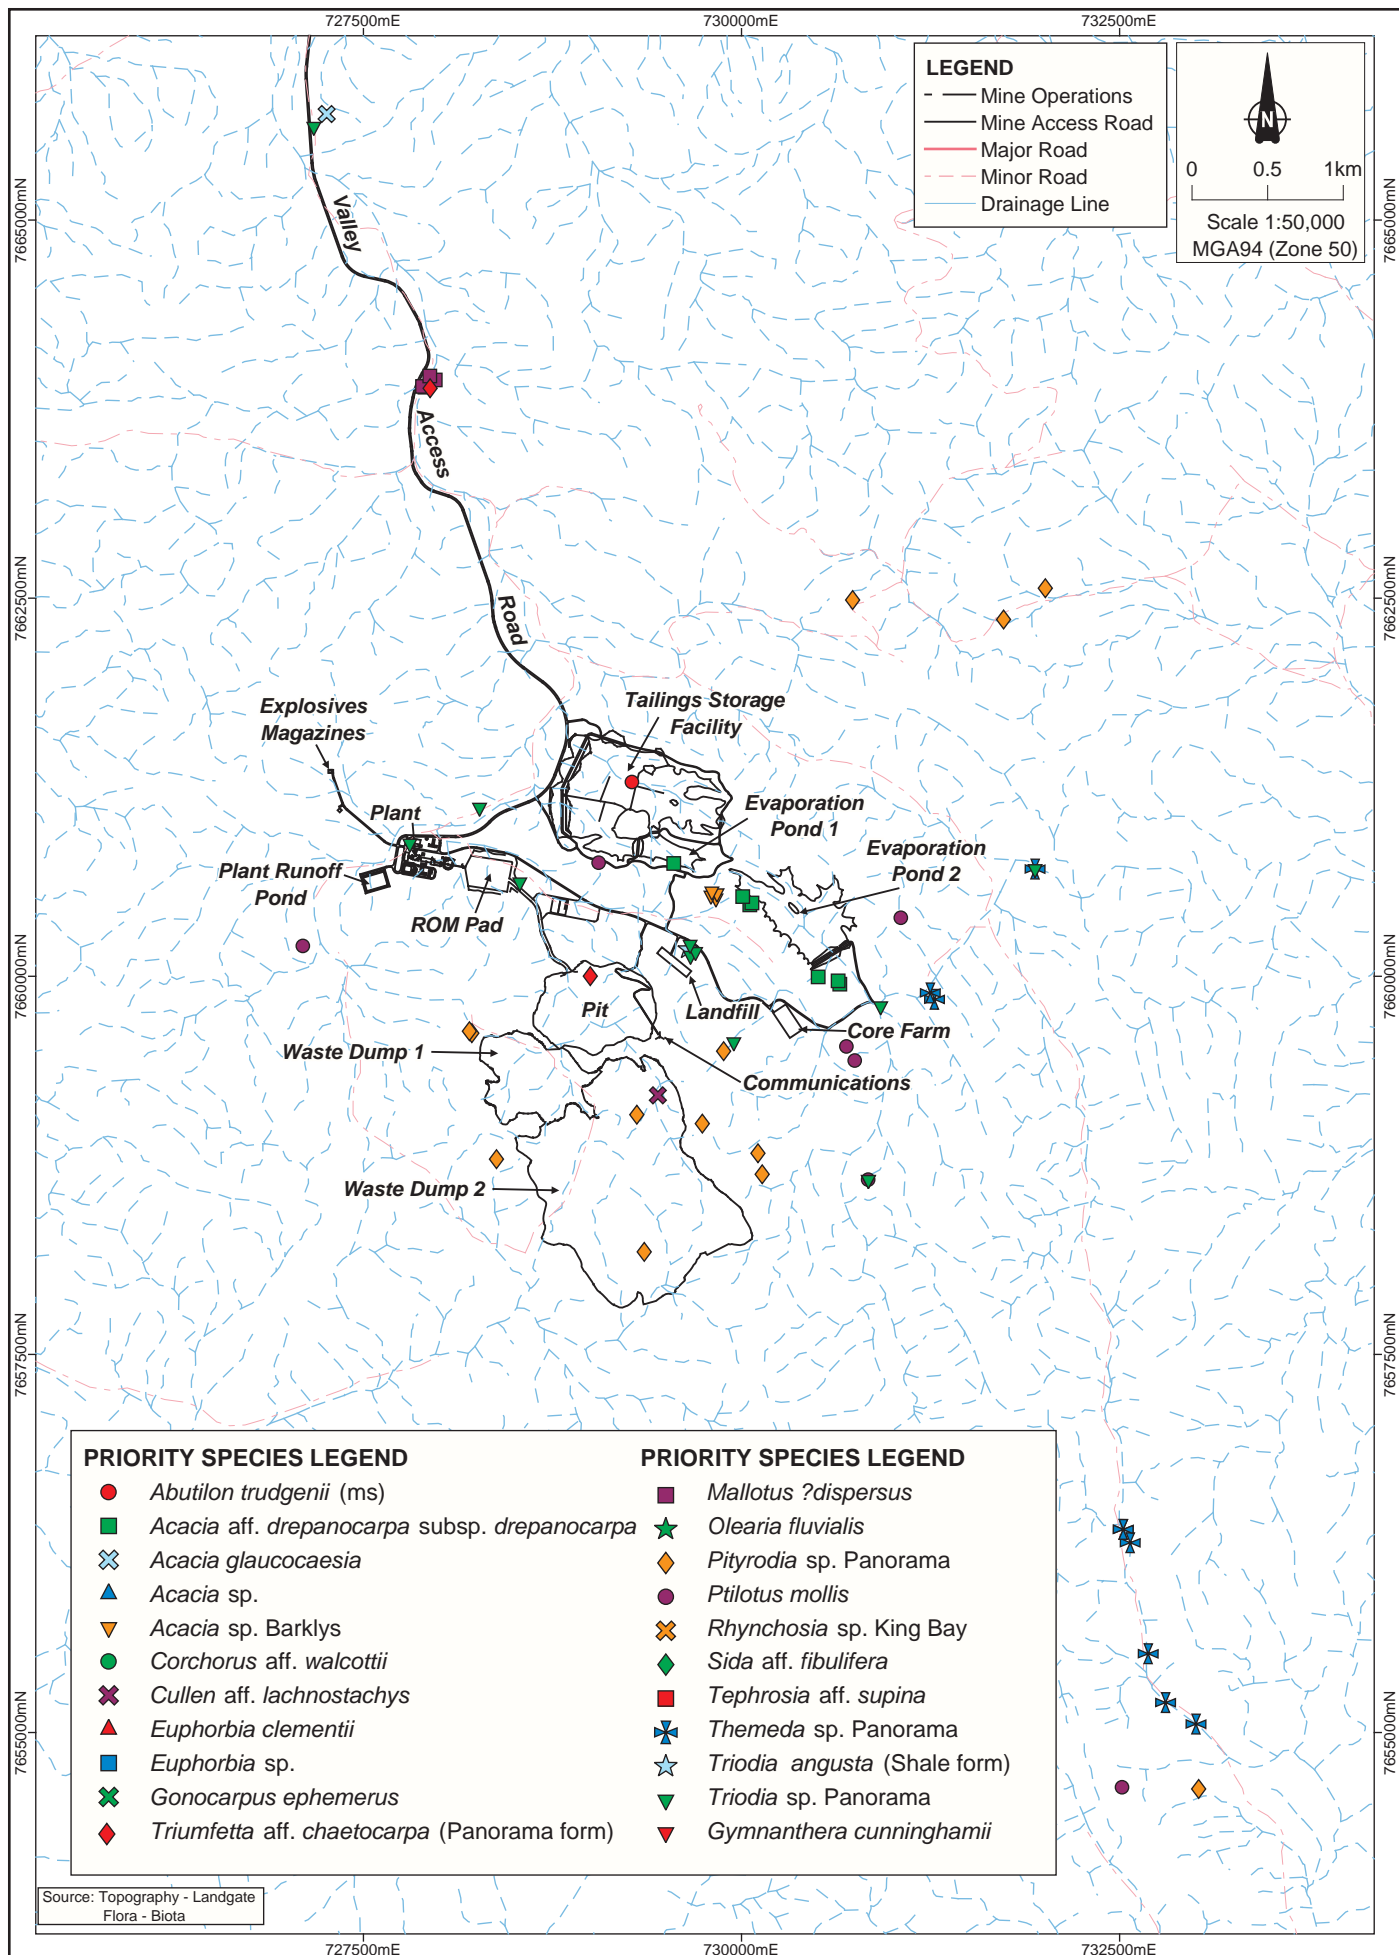 727500mE
730000mE
732500mE
LEGEND
Mine Operations
Mine Access Road
Major Road
Minor Road
Drainage Line
N
0 0.5 1km
Scale 1:50,000
MGA94 (Zone 50)
7665000mN
7665000mN
Valley
Access
Road
7662500mN
7662500mN
Tailings Storage
Facility
Explosives
Magazines
Plant
Evaporation
Pond 1
Evaporation
Pond 2
Plant Runoff
Pond
ROM Pad
7660000mN
7660000mN
Pit
Landfill
Core Farm
Waste Dump 1
Communications
Waste Dump 2
7657500mN
7657500mN
PRIORITY SPECIES LEGEND
Abutilon trudgenii (ms)
Acacia aff. drepanocarpa subsp. drepanocarpa
Acacia glaucocaesia
Acacia sp.
Acacia sp. Barklys
Corchorus aff. walcottii
Cullen aff. lachnostachys
Euphorbia clementii
Euphorbia sp.
Gonocarpus ephemerus
Triumfetta aff. chaetocarpa (Panorama form)
PRIORITY SPECIES LEGEND
Mallotus ?dispersus
Olearia fluvialis
Pityrodia sp. Panorama
Ptilotus mollis
Rhynchosia sp. King Bay
Sida aff. fibulifera
Tephrosia aff. supina
Themeda sp. Panorama
Triodia angusta (Shale form)
Triodia sp. Panorama
Gymnanthera cunninghamii
7655000mN
7655000mN
Source: Topography - Landgate
Flora - Biota
727500mE
730000mE
732500mE